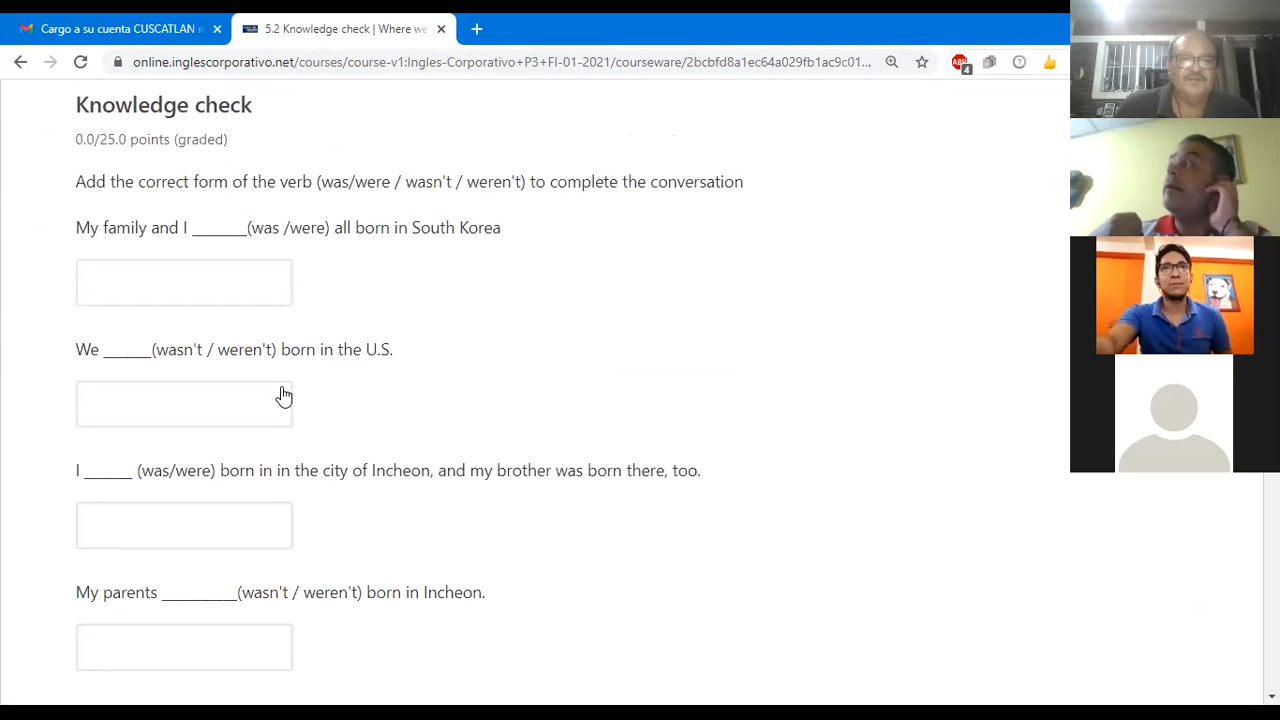 Cargo a su cuenta CUSCATLAN
5.2 Knowledge check | Where we
online.inglescorporativo.net/courses/course-v1:Ingles-Corporativo+P3+FI-01-2021/courseware/2bcbfd8a1ec64a029fb1ac9c01...
ABP
4
Knowledge check
0.0/25.0 points (graded)
Add the correct form of the verb (was/were / wasn't / weren't) to complete the conversation
My family and I _______(was /were) all born in South Korea
We ______(wasn't / weren't) born in the U.S.
I ______ (was/were) born in in the city of Incheon, and my brother was born there, too.
My parents __________(wasn't / weren't) born in Incheon.